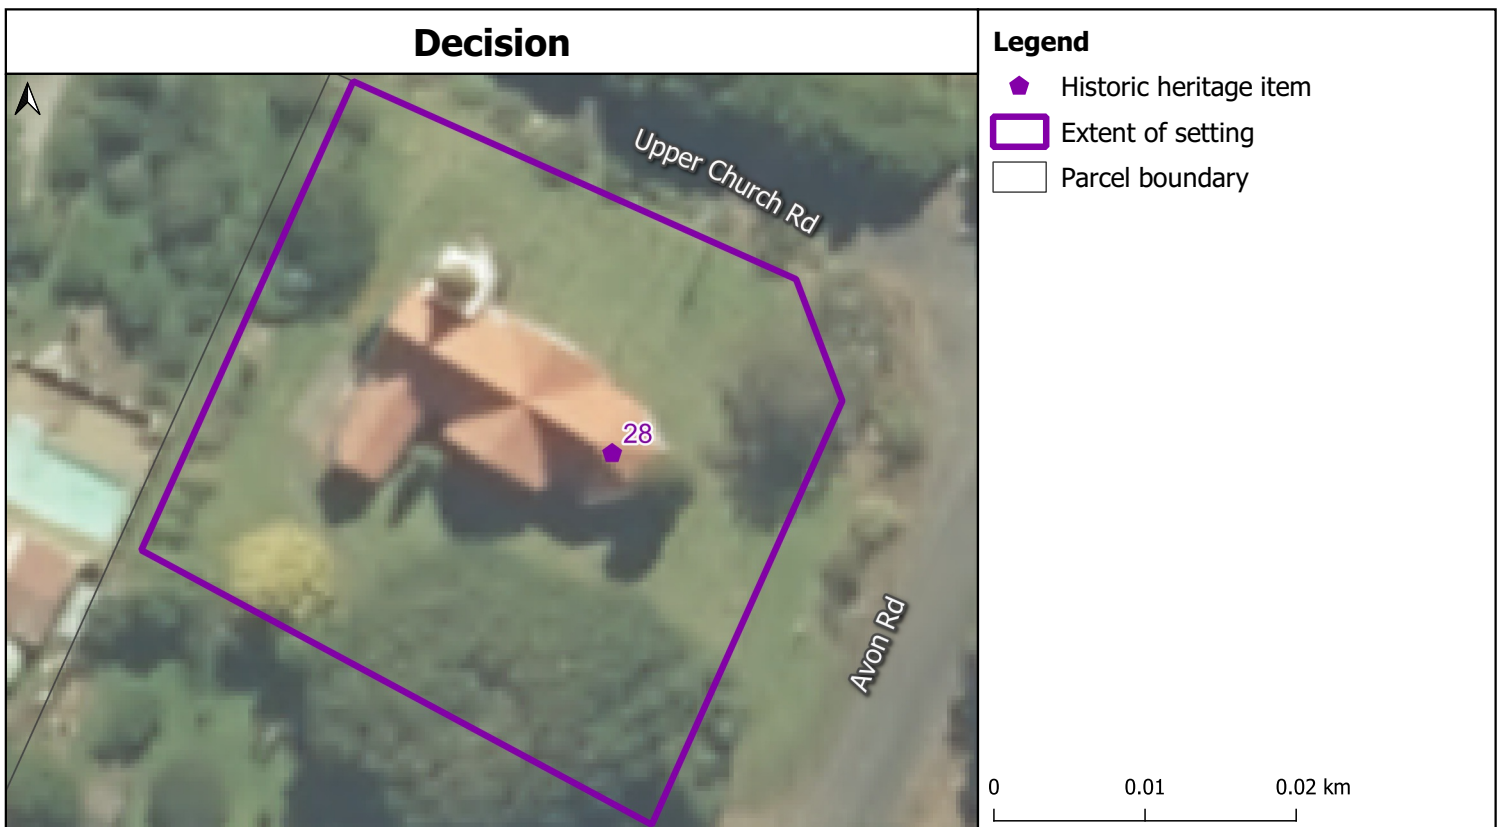 Decision
Upper Church Rd
28
Avon Rd
Legend
Historic heritage item
Extent of setting
Parcel boundary
0 0.01 0.02 km